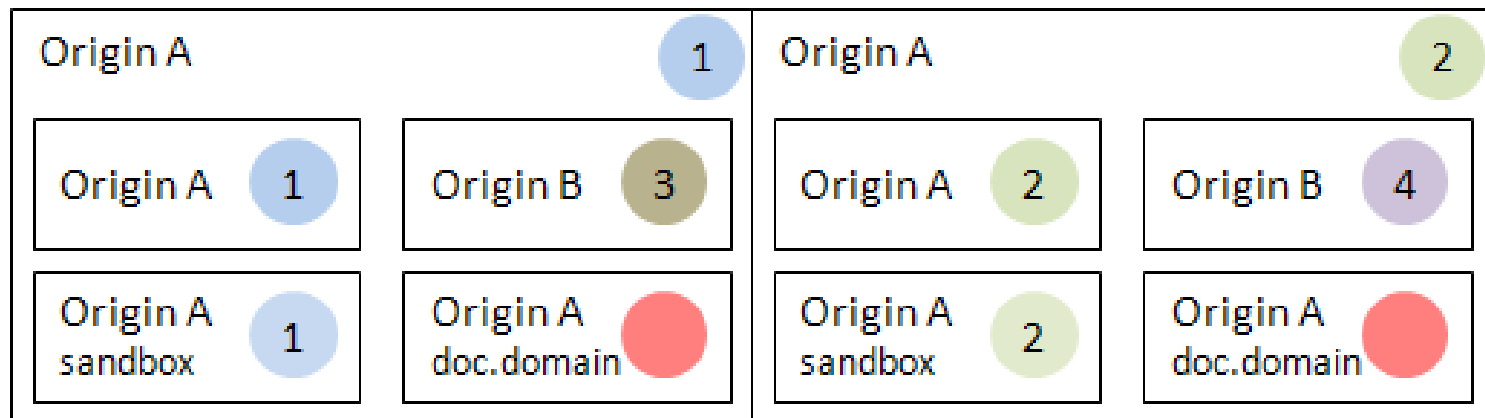 Origin A 1
Origin A 1
Origin B 3
Origin A
sandbox 1
Origin A
doc.domain
Origin A 2
Origin A 2
Origin B 4
Origin A
sandbox 2
Origin A
doc.domain